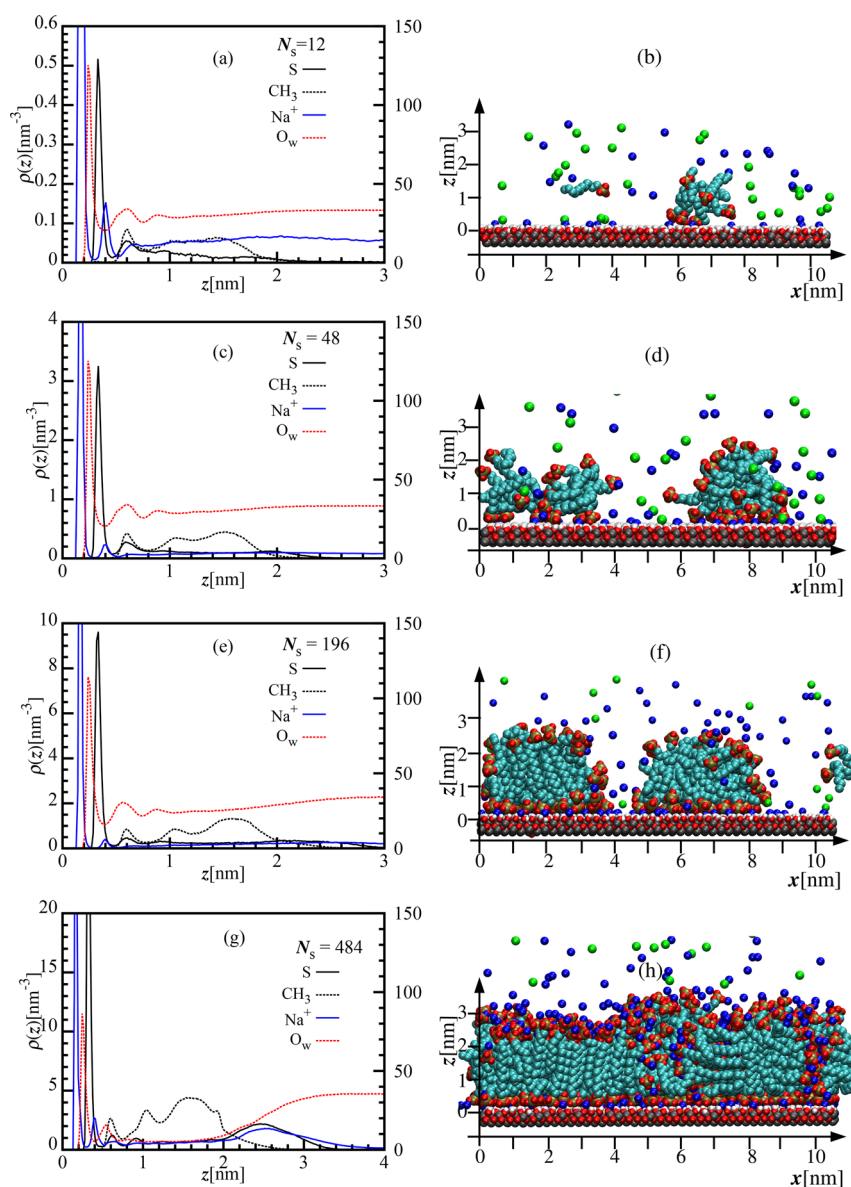 0.6
0.5
0.4
0.3
0.2
0.1
0
ρ(z)[nm⁻³]
(a)
Nₛ=12
S
CH₃
Na⁺
O_w
150
100
50
0
0 1 2 3
z[nm]
(b)
z[nm]
3
2
1
0
0 2 4 6 8 10
x[nm]
4
3
2
1
0
ρ(z)[nm⁻³]
(c)
Nₛ = 48
S
CH₃
Na⁺
O_w
150
100
50
0
0 1 2 3
z[nm]
(d)
z[nm]
3
2
1
0
0 2 4 6 8 10
x[nm]
10
8
6
4
2
0
ρ(z)[nm⁻³]
(e)
Nₛ = 196
S
CH₃
Na⁺
O_w
150
100
50
0
0 1 2 3
z[nm]
(f)
z[nm]
3
2
1
0
0 2 4 6 8 10
x[nm]
20
15
10
5
0
ρ(z)[nm⁻³]
(g)
Nₛ = 484
S
CH₃
Na⁺
O_w
150
100
50
0
0 1 2 3 4
z[nm]
(h)
z[nm]
3
2
1
0
0 2 4 6 8 10
x[nm]